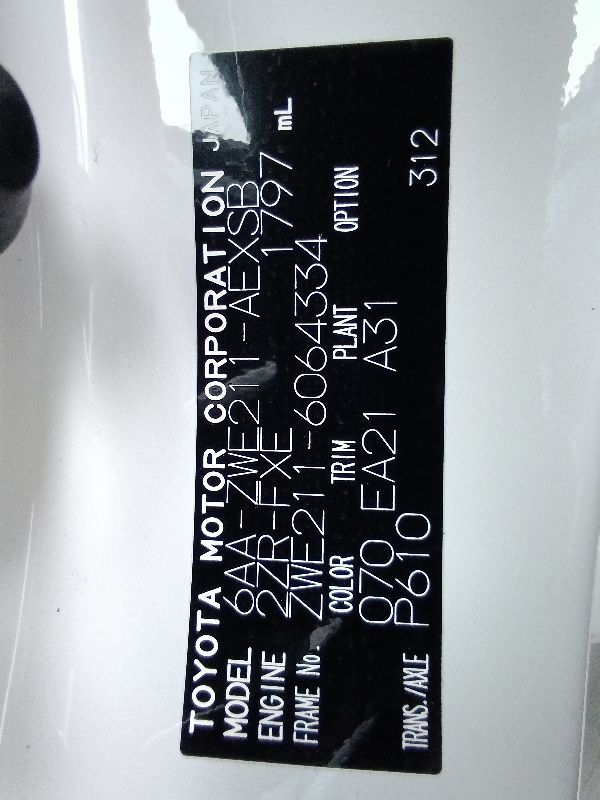 TOYOTA MOTOR CORPORATION JAPAN
MODEL 6AA-ZWE211-AEXSB
ENGINE 2ZR-FXE 1797 mL
FRAME No. ZWE211-6064334
COLOR TRIM PLANT OPTION
070 EA21 A31
TRANS./AXLE P610 312